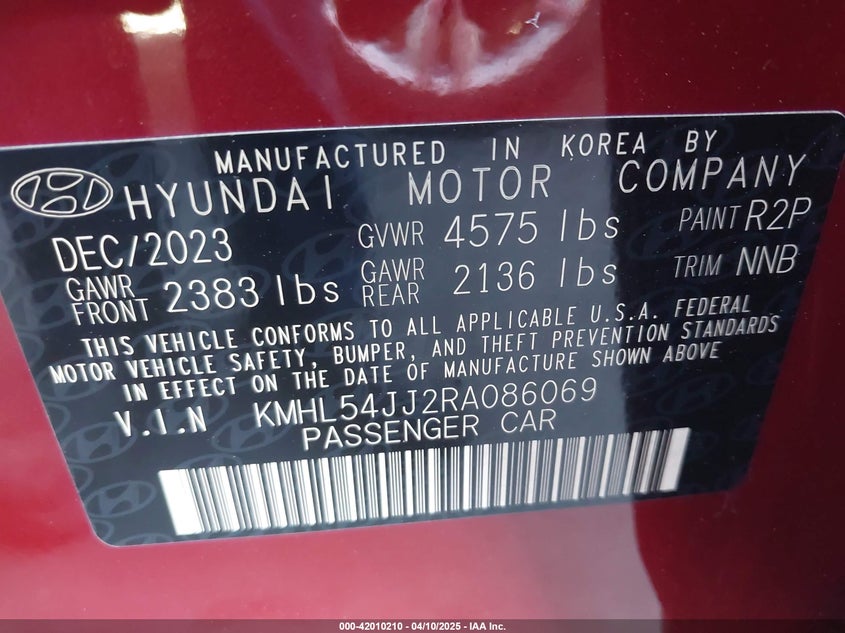 MANUFACTURED IN KOREA BY
HYUNDAI MOTOR COMPANY
DEC/2023 GVWR 4575 lbs PAINT R2P
GAWR FRONT 2383 lbs GAWR REAR 2136 lbs TRIM NNB
THIS VEHICLE CONFORMS TO ALL APPLICABLE U.S.A. FEDERAL
MOTOR VEHICLE SAFETY, BUMPER, AND THEFT PREVENTION STANDARDS
IN EFFECT ON THE DATE OF MANUFACTURE SHOWN ABOVE
V.I.N KMHL54JJ2RA086069
PASSENGER CAR
000-42010210 - 04/10/2025 - IAA Inc.